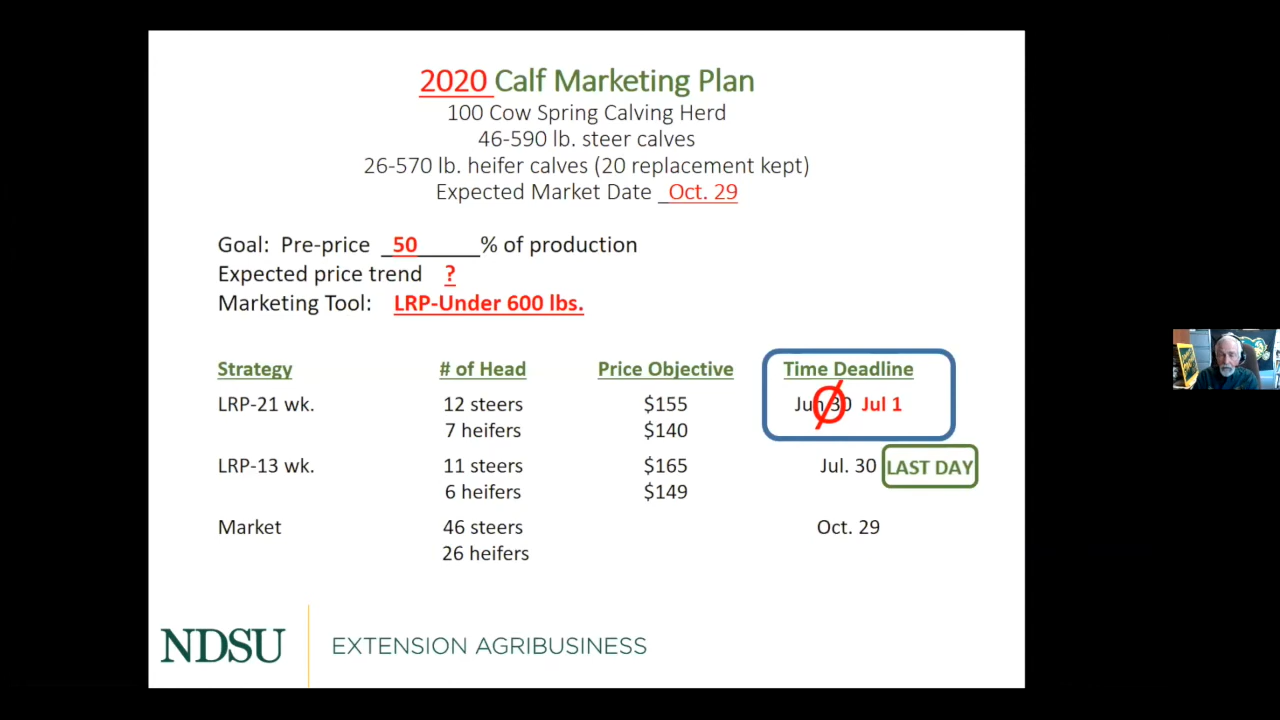 2020 Calf Marketing Plan
100 Cow Spring Calving Herd
46-590 lb. steer calves
26-570 lb. heifer calves (20 replacement kept)
Expected Market Date _Oct. 29
Goal: Pre-price _50_____% of production
Expected price trend ?
Marketing Tool: LRP-Under 600 lbs.
Strategy # of Head Price Objective Time Deadline
LRP-21 wk. 12 steers $155 Jun 30 Jul 1
7 heifers $140
LRP-13 wk. 11 steers $165 Jul. 30 LAST DAY
6 heifers $149
Market 46 steers Oct. 29
26 heifers
NDSU EXTENSION AGRIBUSINESS